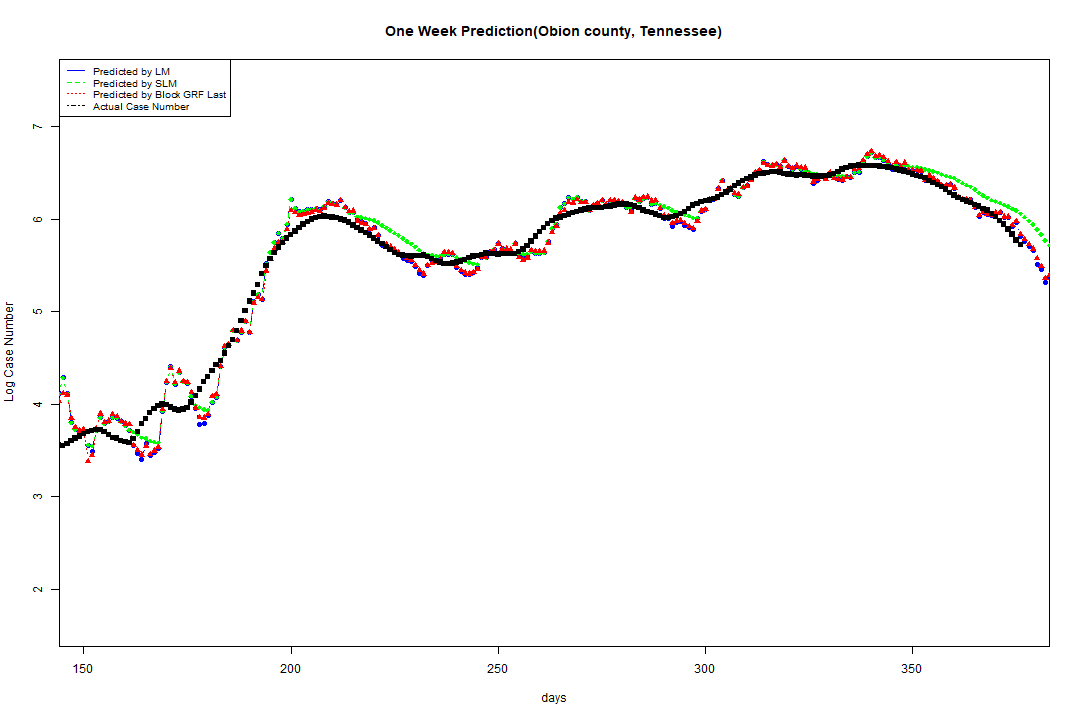 One Week Prediction(Obion county, Tennessee)
Predicted by LM
Predicted by SLM
Predicted by Block GRF Last
Actual Case Number
7
6
5
4
3
2
Log Case Number
150 200 250 300 350
days